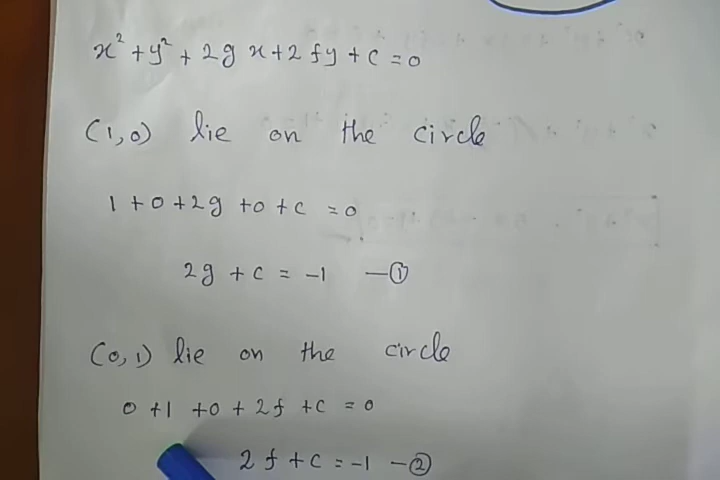 x² + y² + 2g x + 2 fy + c = 0
(1,0) lie on the circle
1 + 0 + 2g + 0 + c = 0
2g + c = -1 —①
(0,1) lie on the circle
0 + 1 + 0 + 2f + c = 0
2f + c = -1 —②